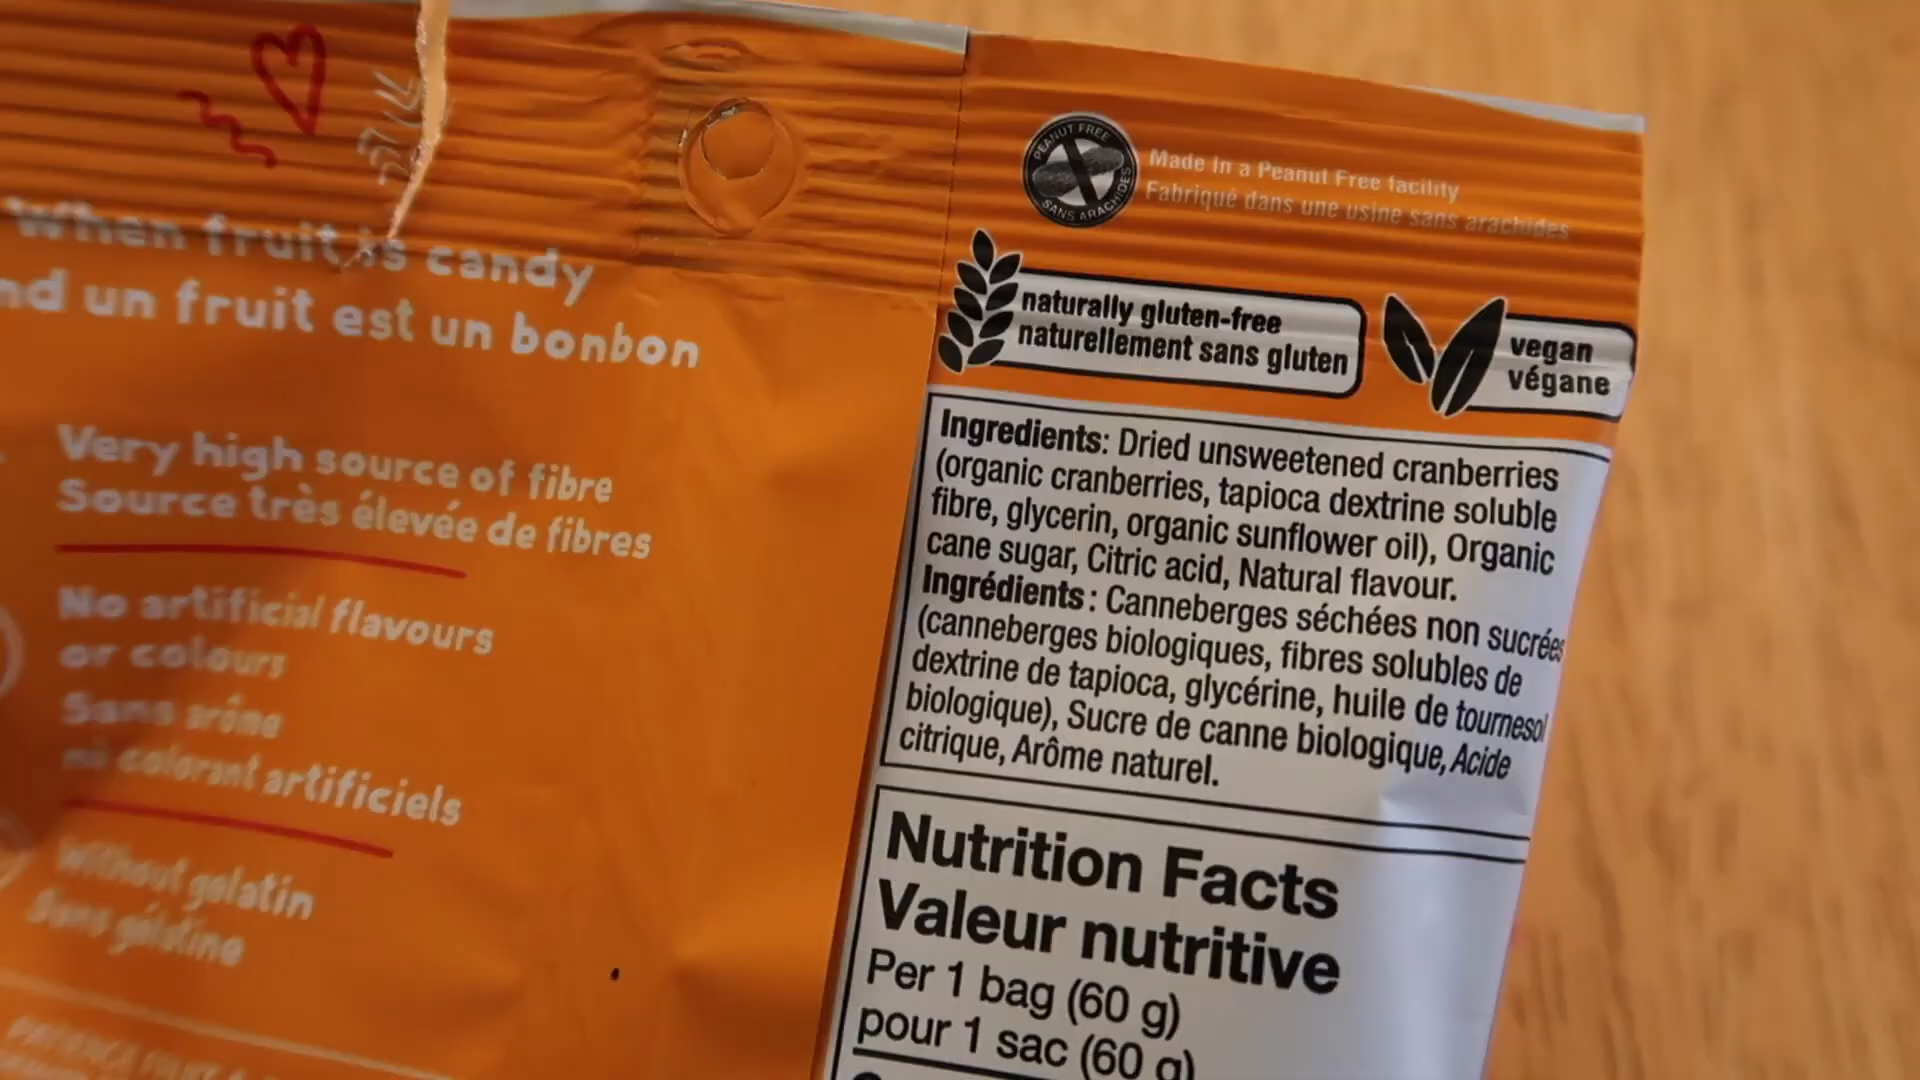 When fruit is candy
nd un fruit est un bonbon
Very high source of fibre
Source très élevée de fibres
No artificial flavours
or colours
Sans arôme
ni colorant artificiels
Without gelatin
Sans gélatine
PEANUT FREE
SANS ARACHIDES
Made In a Peanut Free facility
Fabriqué dans une usine sans arachides
naturally gluten-free
naturellement sans gluten
vegan
végane
Ingredients: Dried unsweetened cranberries
(organic cranberries, tapioca dextrine soluble
fibre, glycerin, organic sunflower oil), Organic
cane sugar, Citric acid, Natural flavour.
Ingrédients : Canneberges séchées non sucrées
(canneberges biologiques, fibres solubles de
dextrine de tapioca, glycérine, huile de tournesol
biologique), Sucre de canne biologique, Acide
citrique, Arôme naturel.
Nutrition Facts
Valeur nutritive
Per 1 bag (60 g)
pour 1 sac (60 g)